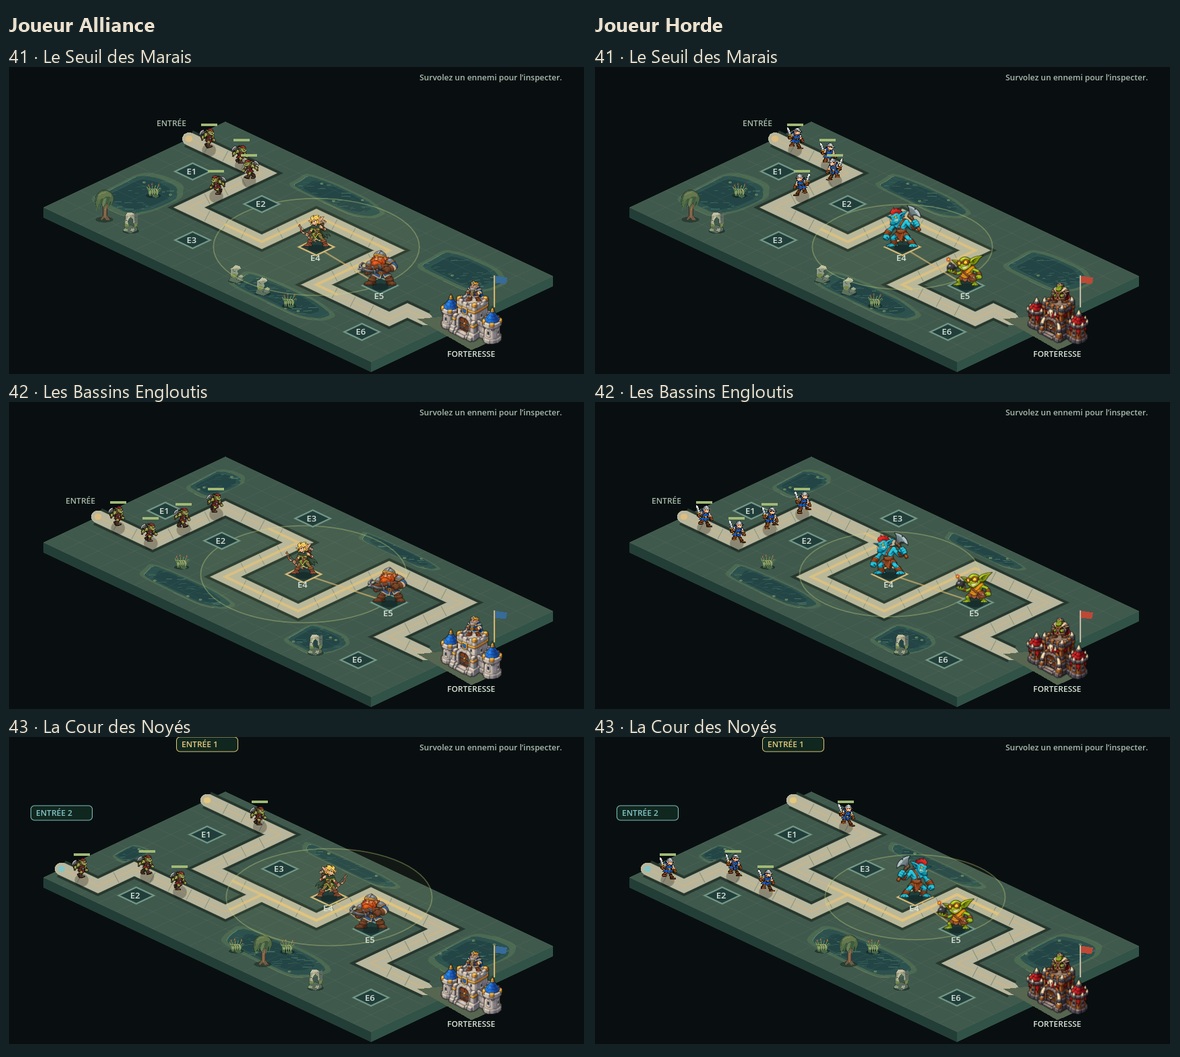 Joueur Alliance
41 · Le Seuil des Marais
Survolez un ennemi pour l'inspecter.
ENTRÉE
E1
E2
E3
E4
E5
E6
FORTERESSE
42 · Les Bassins Engloutis
Survolez un ennemi pour l'inspecter.
ENTRÉE
E1
E3
E2
E4
E5
E6
FORTERESSE
43 · La Cour des Noyés
ENTRÉE 1
Survolez un ennemi pour l'inspecter.
ENTRÉE 2
E1
E3
E2
E4
E5
E6
FORTERESSE
Joueur Horde
41 · Le Seuil des Marais
Survolez un ennemi pour l'inspecter.
ENTRÉE
E1
E2
E3
E4
E5
E6
FORTERESSE
42 · Les Bassins Engloutis
Survolez un ennemi pour l'inspecter.
ENTRÉE
E1
E3
E2
E4
E5
E6
FORTERESSE
43 · La Cour des Noyés
ENTRÉE 1
Survolez un ennemi pour l'inspecter.
ENTRÉE 2
E1
E3
E2
E4
E5
E6
FORTERESSE